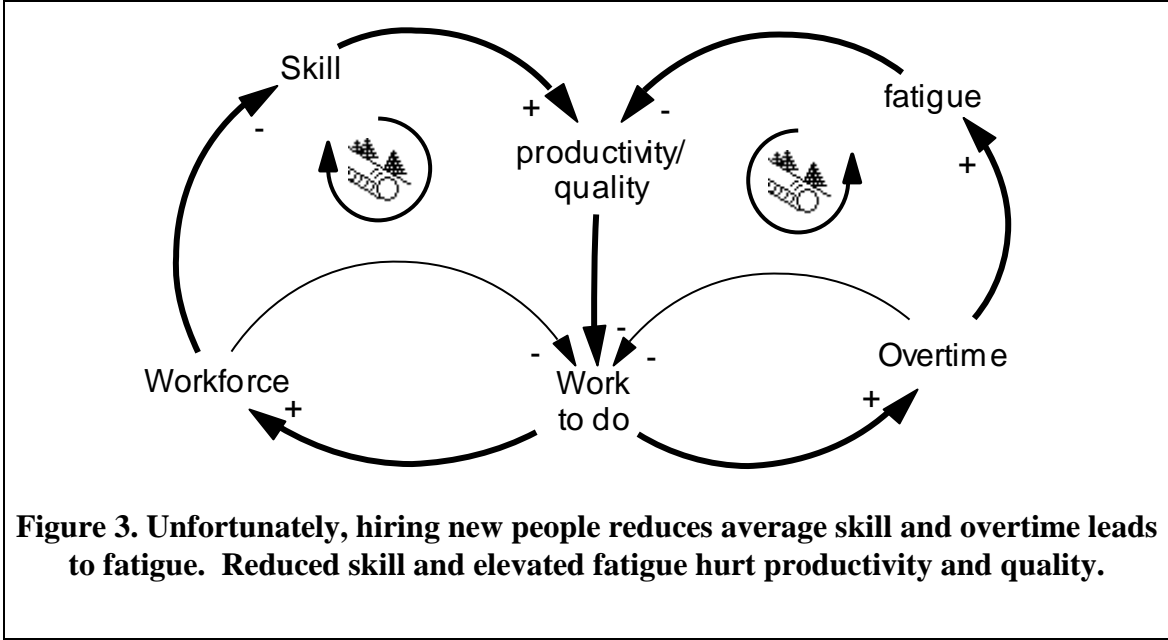 Skill
+
-
fatigue
-
productivity/
quality
+
-
-
-
Workforce
+
Work
to do
+
Overtime
Figure 3. Unfortunately, hiring new people reduces average skill and overtime leads
to fatigue. Reduced skill and elevated fatigue hurt productivity and quality.